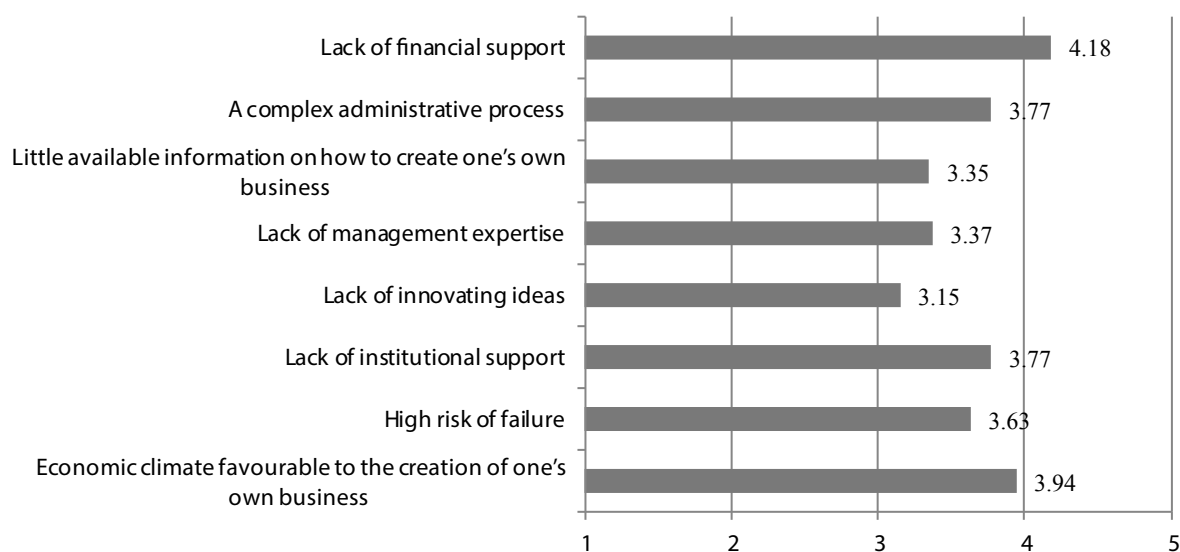 Lack of financial support
4.18
A complex administrative process
3.77
Little available information on how to create one's own
business
3.35
Lack of management expertise
3.37
Lack of innovating ideas
3.15
Lack of institutional support
3.77
High risk of failure
3.63
Economic climate favourable to the creation of one's
own business
3.94
1 2 3 4 5